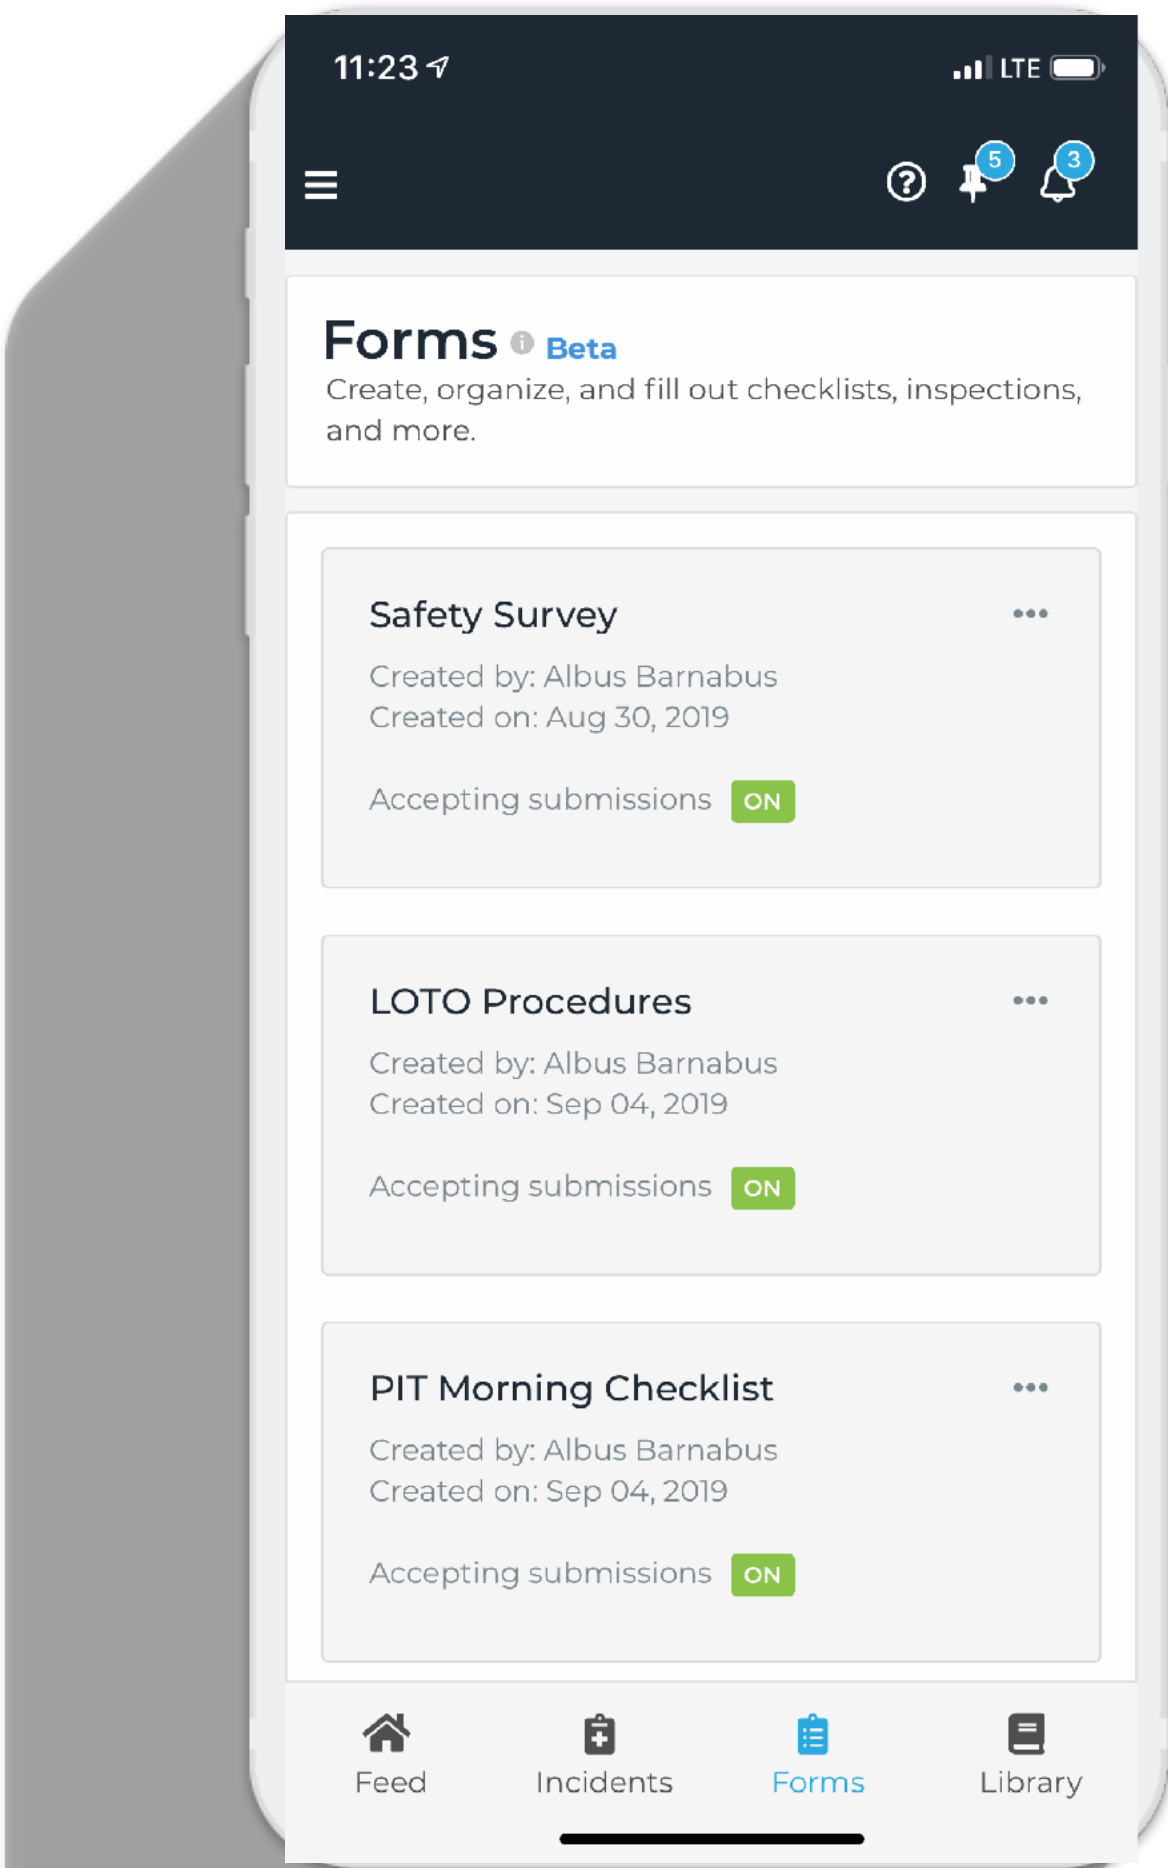 11:23
LTE
5
3
Forms Beta
Create, organize, and fill out checklists, inspections,
and more.
Safety Survey
Created by: Albus Barnabus
Created on: Aug 30, 2019
Accepting submissions ON
LOTO Procedures
Created by: Albus Barnabus
Created on: Sep 04, 2019
Accepting submissions ON
PIT Morning Checklist
Created by: Albus Barnabus
Created on: Sep 04, 2019
Accepting submissions ON
Feed
Incidents
Forms
Library